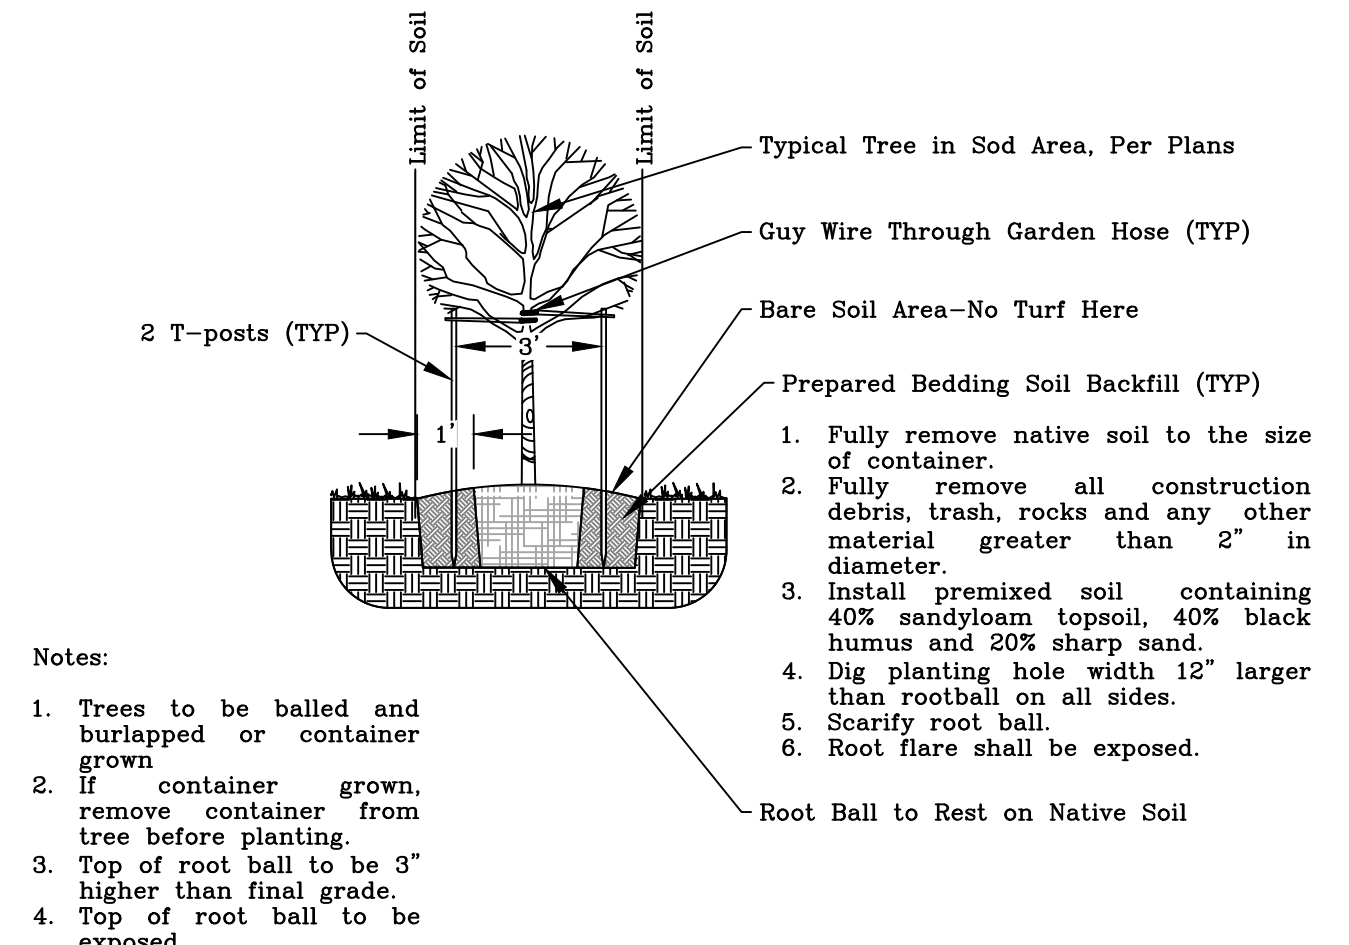 Limit of Soil
Limit of Soil
Typical Tree in Sod Area, Per Plans
Guy Wire Through Garden Hose (TYP)
Bare Soil Area-No Turf Here
2 T-posts (TYP)
3'
Prepared Bedding Soil Backfill (TYP)
1'
1. Fully remove native soil to the size
of container.
2. Fully remove all construction
debris, trash, rocks and any other
material greater than 2" in
diameter.
3. Install premixed soil containing
40% sandyloam topsoil, 40% black
humus and 20% sharp sand.
4. Dig planting hole width 12" larger
than rootball on all sides.
5. Scarify root ball.
6. Root flare shall be exposed.
Root Ball to Rest on Native Soil
Notes:
1. Trees to be balled and
burlapped or container
grown
2. If container grown,
remove container from
tree before planting.
3. Top of root ball to be 3"
higher than final grade.
4. Top of root ball to be
exposed